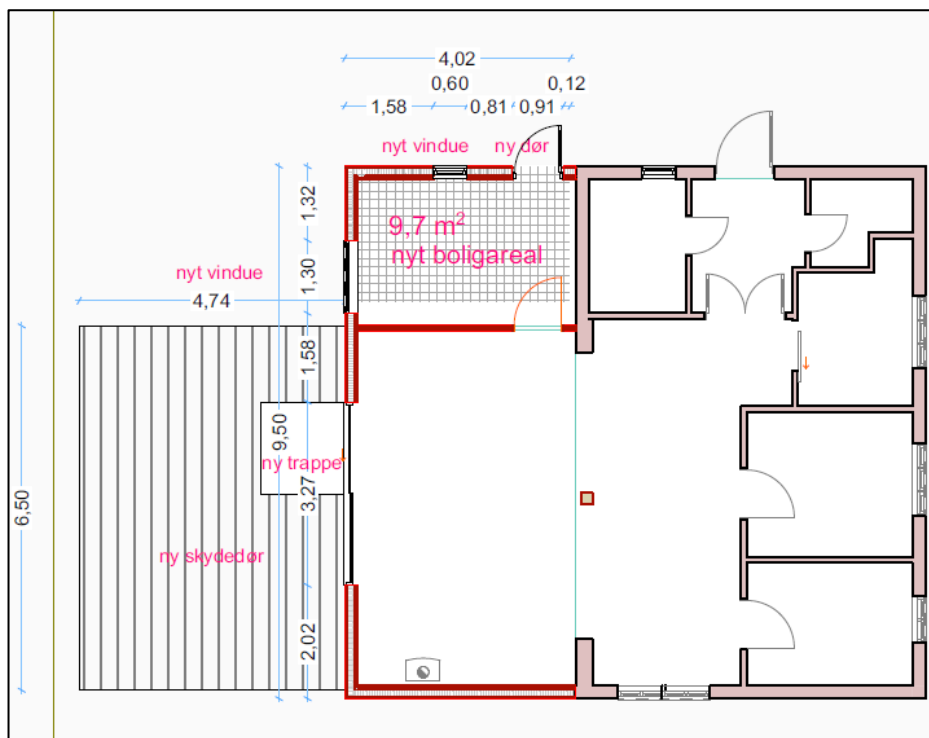 4,02
0,60
0,12
1,58
0,81
0,91
nyt vindue
ny dør
1,32
9,7 m²
nyt boligareal
nyt vindue
1,30
4,74
1,58
9,50
ny trappe
3,27
6,50
ny skydedør
2,02